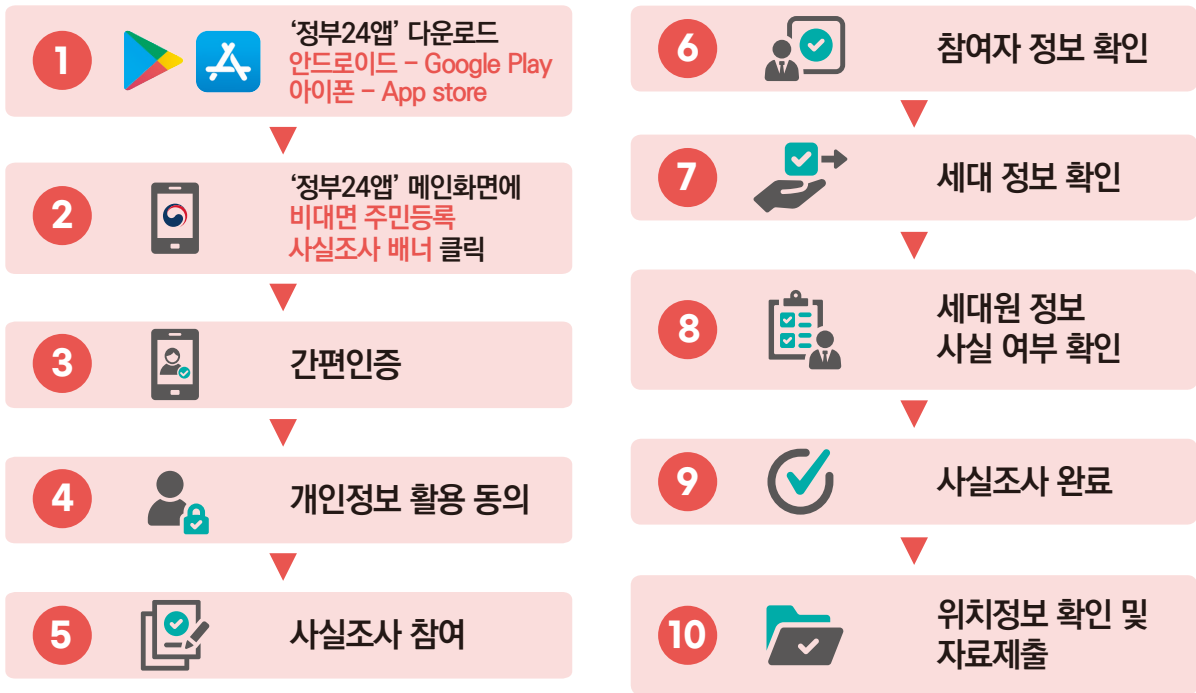 1
‘정부24앱’ 다운로드
안드로이드 – Google Play
아이폰 – App store
2
‘정부24앱’ 메인화면에
비대면 주민등록
사실조사 배너 클릭
3
간편인증
4
개인정보 활용 동의
5
사실조사 참여
6
참여자 정보 확인
7
세대 정보 확인
8
세대원 정보
사실 여부 확인
9
사실조사 완료
10
위치정보 확인 및
자료제출